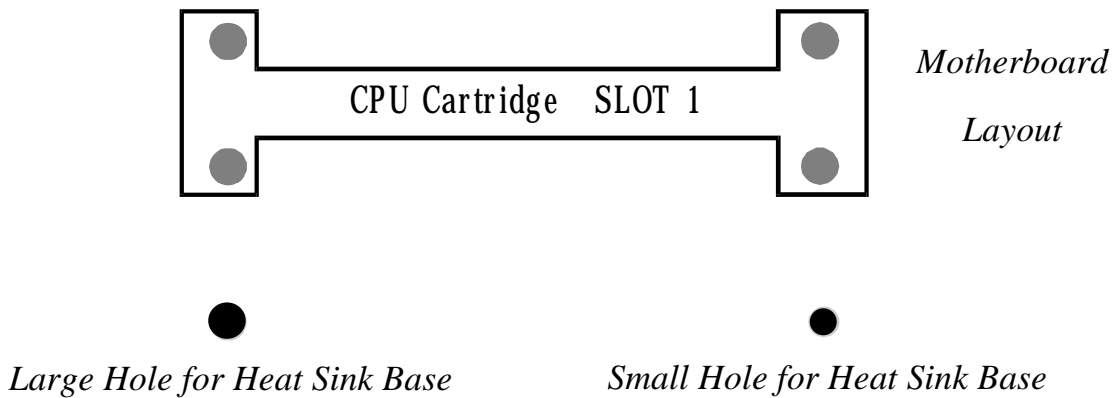 Motherboard
CPU Cartridge SLOT 1
Layout
Large Hole for Heat Sink Base
Small Hole for Heat Sink Base